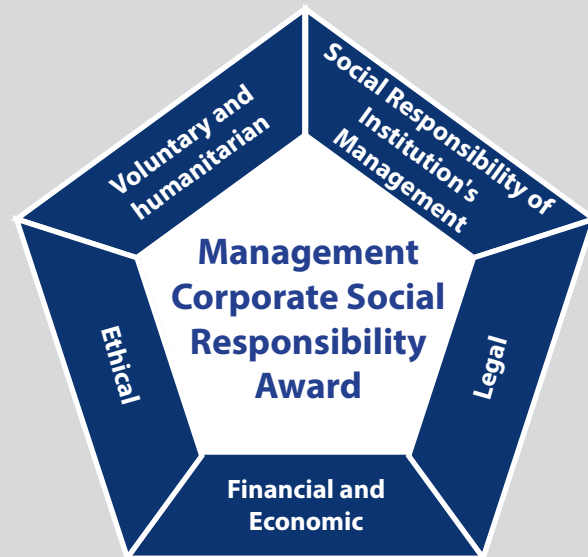 Voluntary and
humanitarian
Social Responsibility of
Institution's
Management
Management
Corporate Social
Responsibility
Award
Ethical
Legal
Financial and
Economic